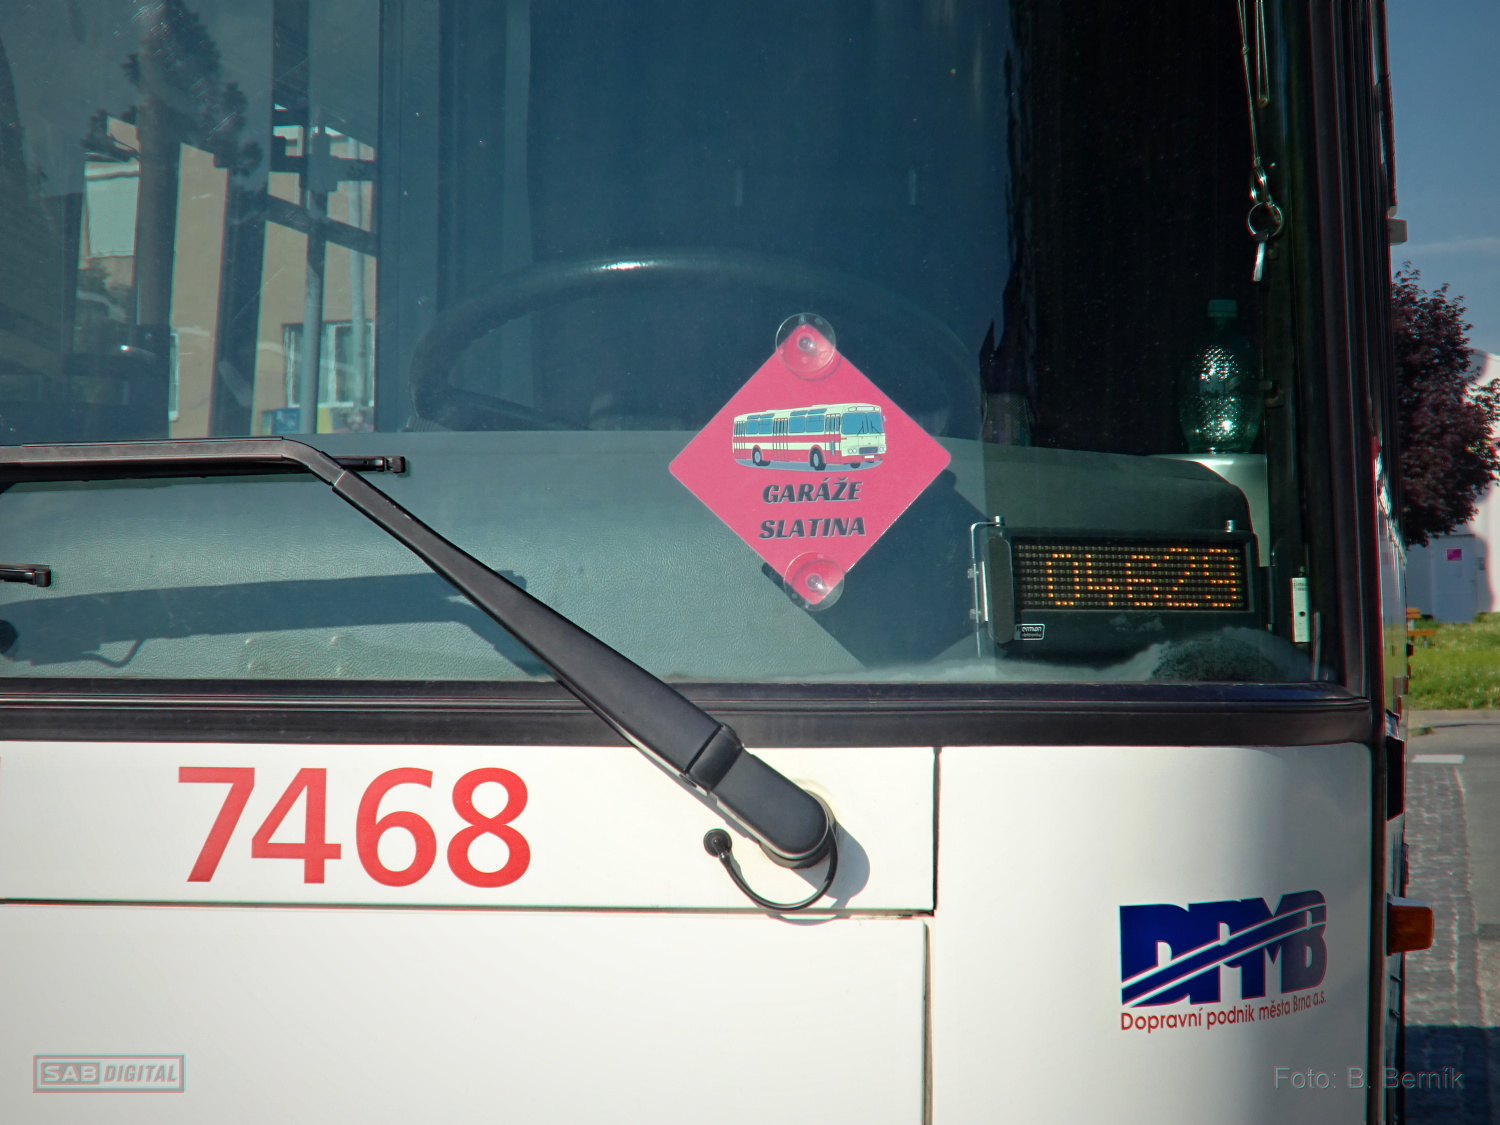 GARÁŽE
SLATINA
7468
DPMB
Dopravní podnik města Brna a.s.
SAB DIGITAL
Foto: B. Berník